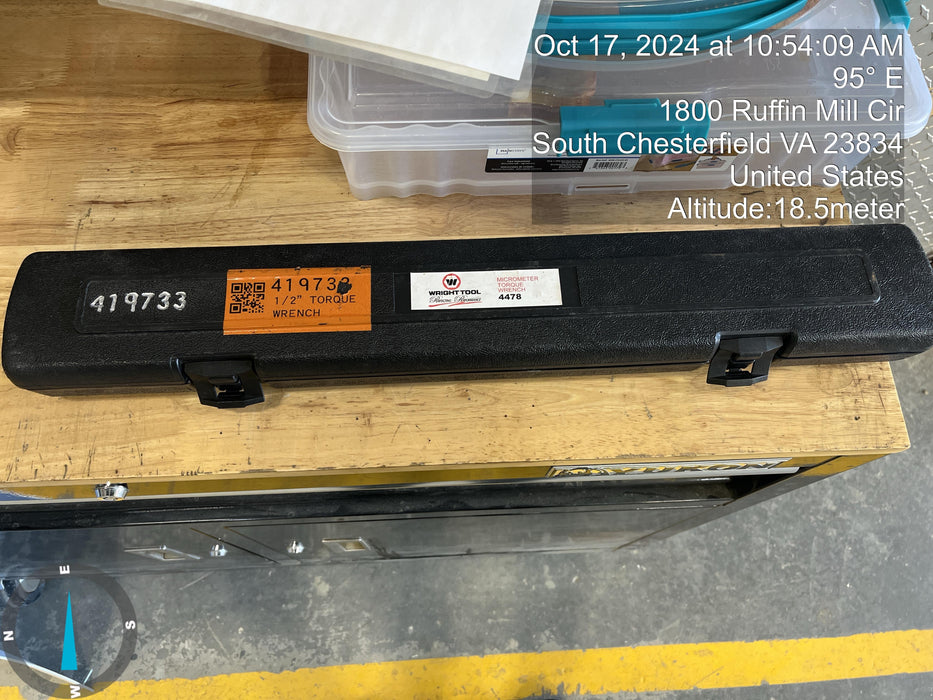 Oct 17, 2024 at 10:54:09 AM
95° E
1800 Ruffin Mill Cir
South Chesterfield VA 23834
United States
Altitude:18.5meter
419733
41973
1/2" TORQUE
WRENCH
WRIGHT TOOL
MICROMETER
TORQUE
WRENCH
4478
E
N
S
W